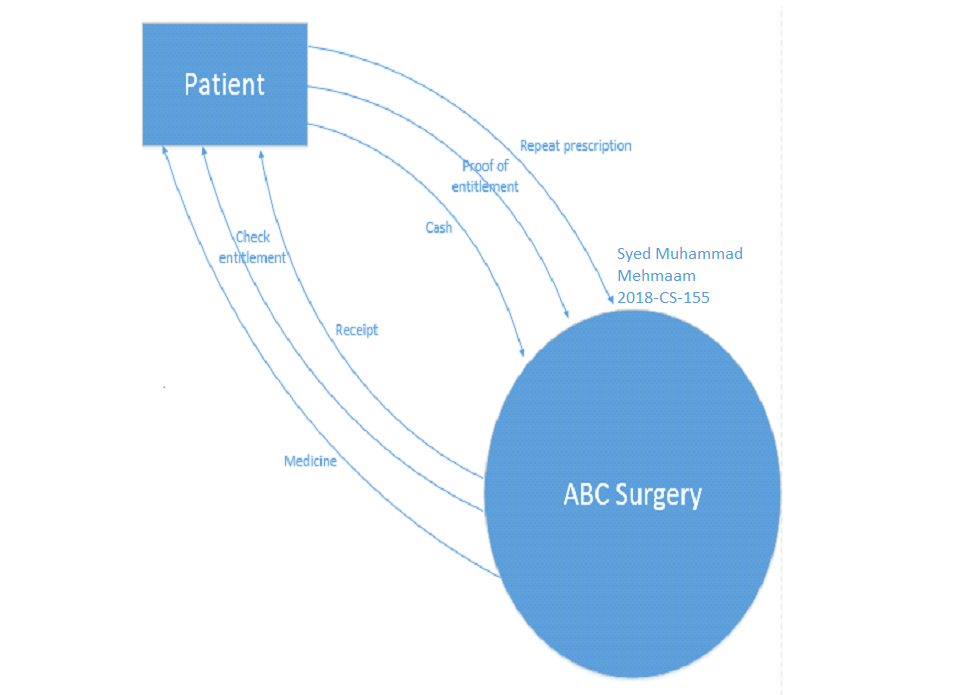 Patient
Repeat prescription
Proof of
entitlement
Cash
Check
entitlement
Syed Muhammad
Mehmaam
2018-CS-155
Receipt
Medicine
ABC Surgery